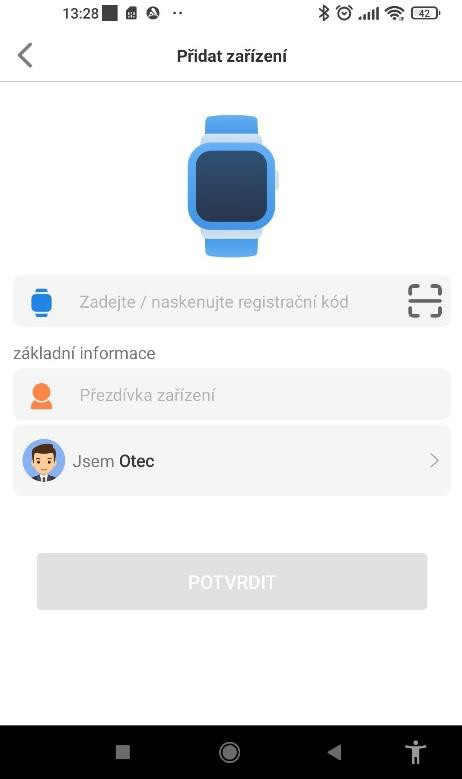 13:28
42
Přidat zařízení
Zadejte / naskenujte registrační kód
základní informace
Přezdívka zařízení
Jsem Otec
POTVRDIT